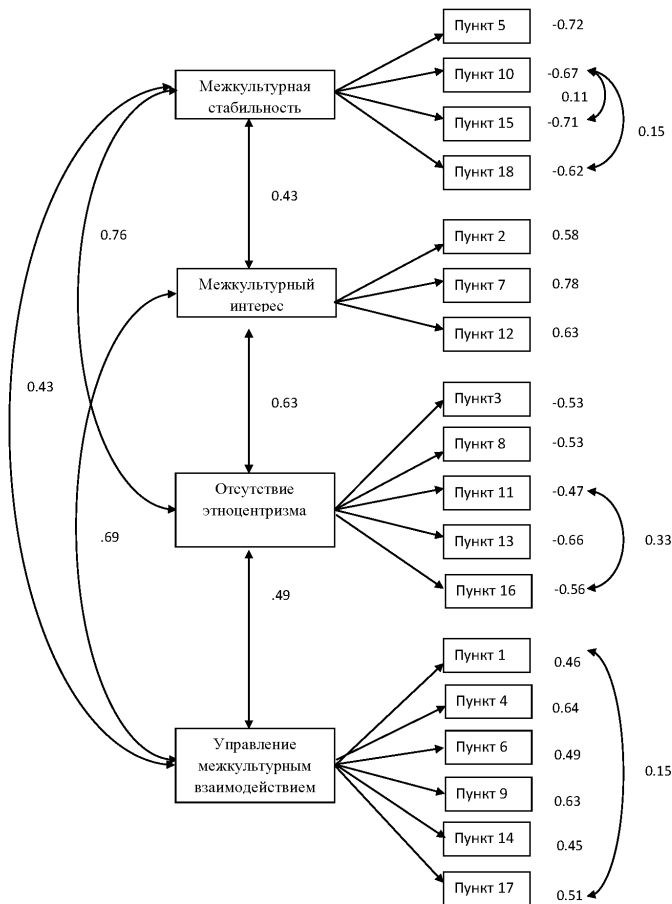 Пункт 5 -0.72
Пункт 10 -0.67
0.11
Пункт 15 -0.71
0.15
Пункт 18 -0.62
Межкультурная
стабильность
0.43
0.76
Пункт 2 0.58
Пункт 7 0.78
Пункт 12 0.63
Межкультурный
интерес
0.43
0.63
Пункт3 -0.53
Пункт 8 -0.53
Пункт 11 -0.47
Пункт 13 -0.66
0.33
Пункт 16 -0.56
Отсутствие
этноцентризма
.69
.49
Пункт 1 0.46
Пункт 4 0.64
Пункт 6 0.49
0.15
Пункт 9 0.63
Пункт 14 0.45
Пункт 17 0.51
Управление
межкультурным
взаимодействием